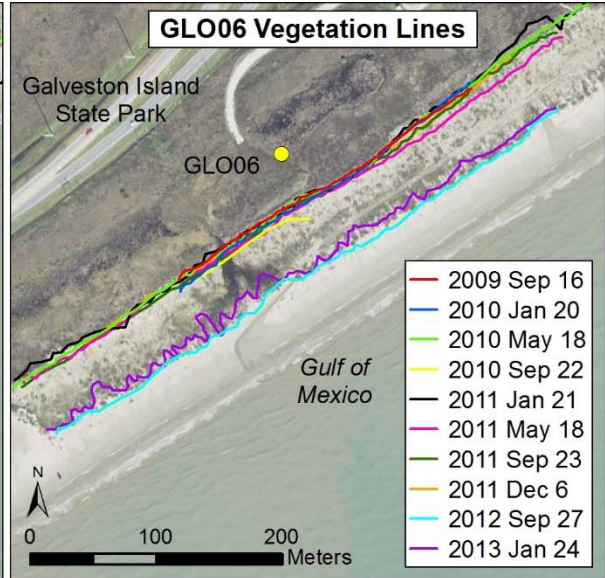 GLO06 Vegetation Lines
Galveston Island
State Park
GLO06
2009 Sep 16
2010 Jan 20
2010 May 18
2010 Sep 22
2011 Jan 21
2011 May 18
2011 Sep 23
2011 Dec 6
2012 Sep 27
2013 Jan 24
Gulf of
Mexico
N
0 100 200
Meters